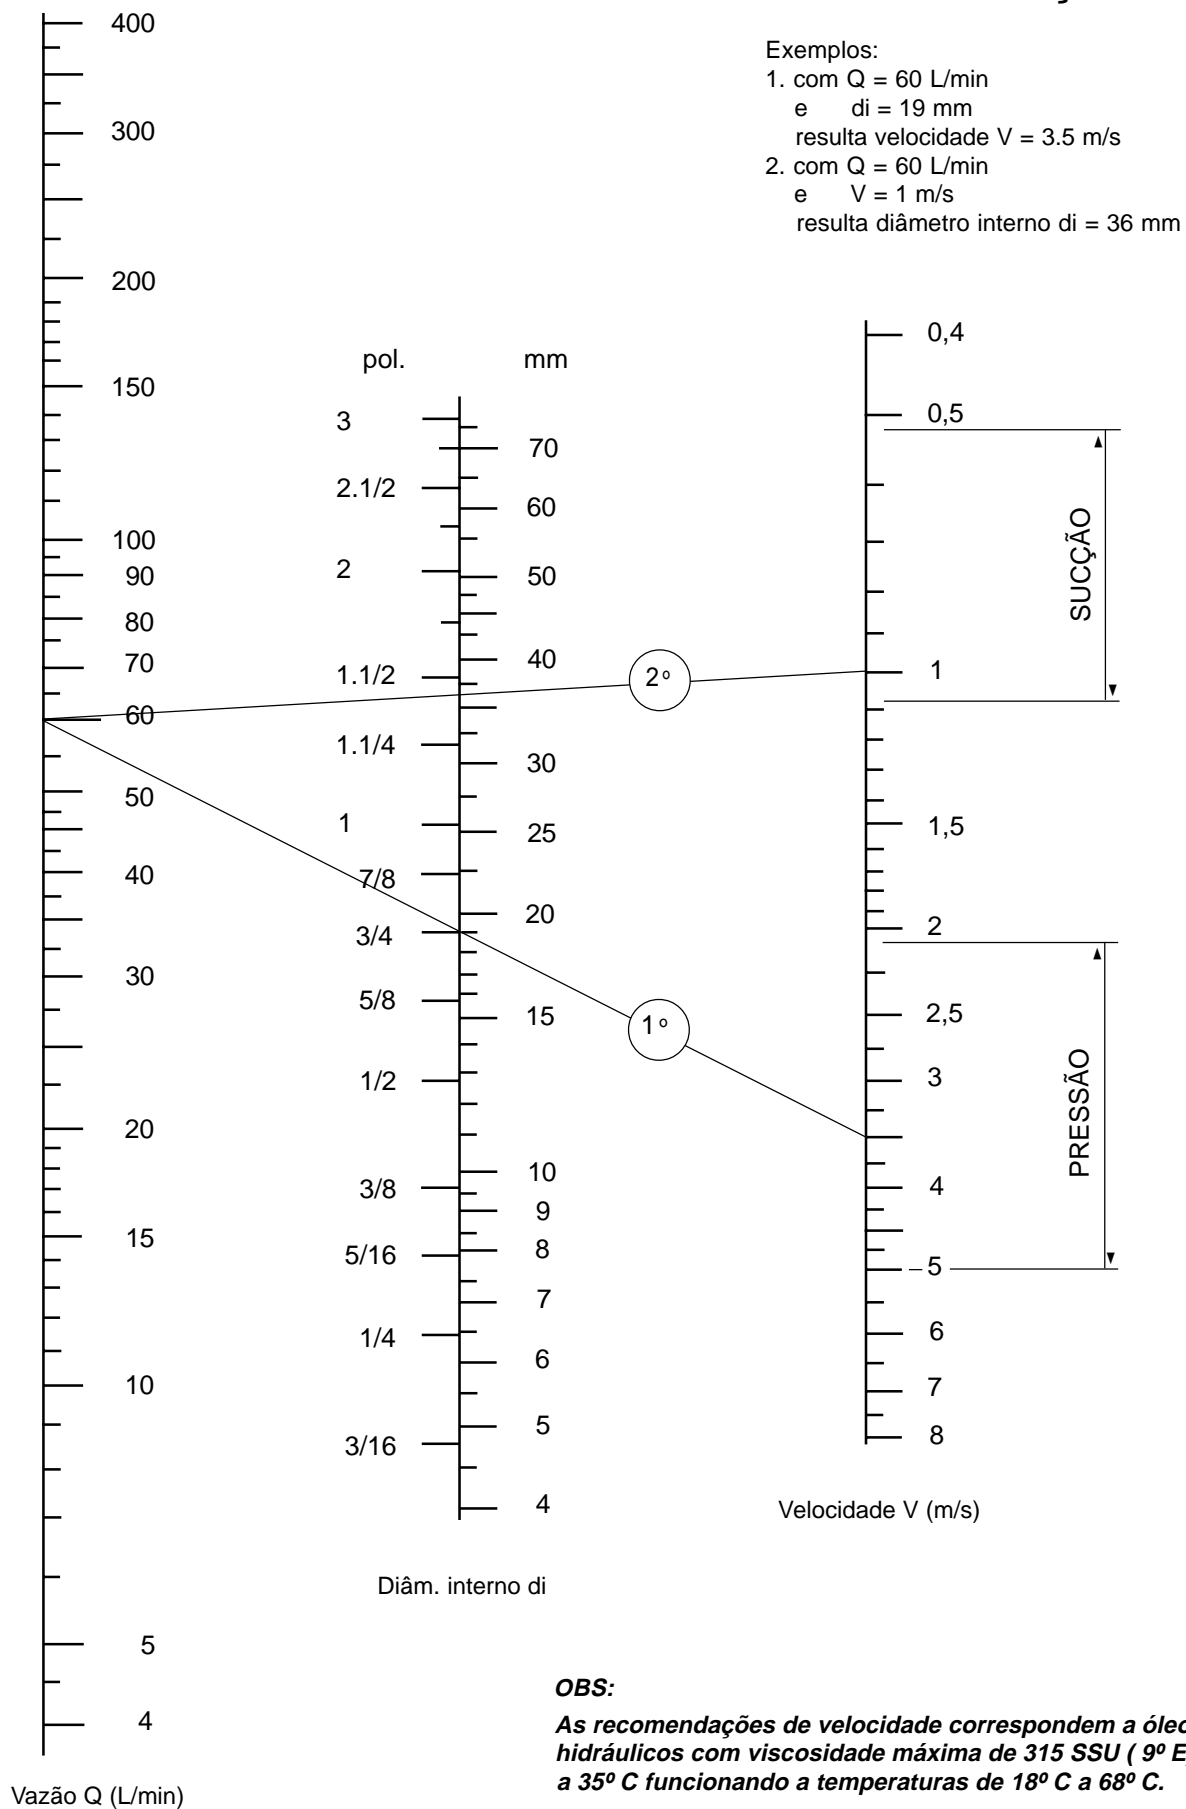 Exemplos:
1. com Q = 60 L/min
e di = 19 mm
resulta velocidade V = 3.5 m/s
2. com Q = 60 L/min
e V = 1 m/s
resulta diâmetro interno di = 36 mm
400
300
200
150
100
90
80
70
60
50
40
30
20
15
10
5
4
Vazão Q (L/min)
pol.
3
2.1/2
2
1.1/2
1.1/4
1
7/8
3/4
5/8
1/2
3/8
5/16
1/4
3/16
mm
70
60
50
40
30
25
20
15
10
9
8
7
6
5
4
Diâm. interno di
2º
1º
0,4
0,5
1
1,5
2
2,5
3
4
5
6
7
8
Velocidade V (m/s)
SUCÇÃO
PRESSÃO
OBS:
As recomendações de velocidade correspondem a óleo
hidráulicos com viscosidade máxima de 315 SSU ( 9º E
a 35º C funcionando a temperaturas de 18º C a 68º C.